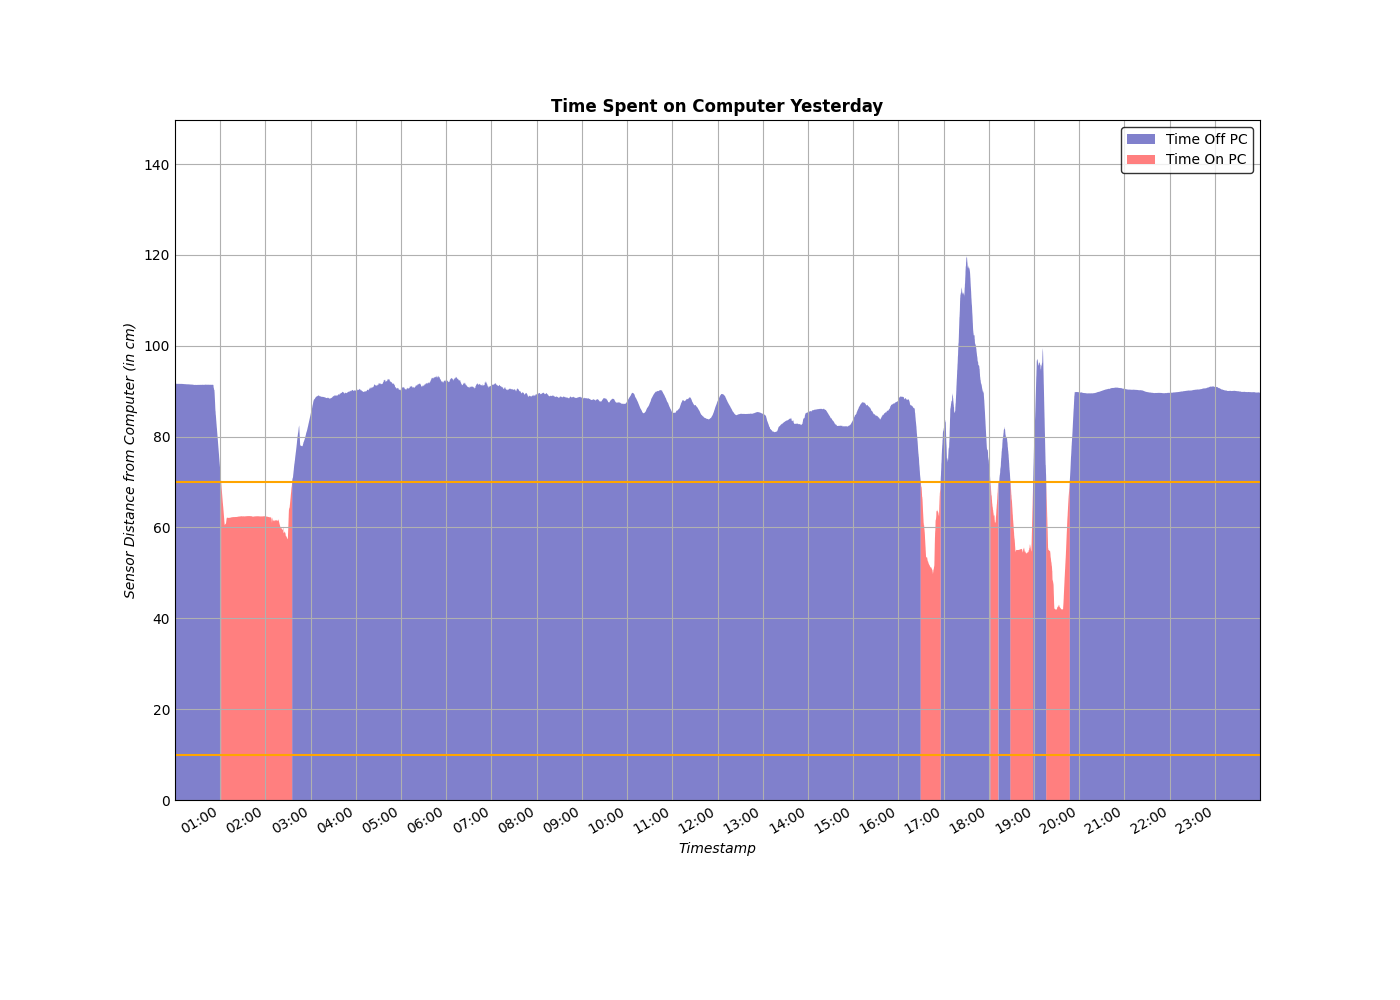 Time Spent on Computer Yesterday
Time Off PC
Time On PC
Sensor Distance from Computer (in cm)
140
120
100
80
60
40
20
0
01:00 02:00 03:00 04:00 05:00 06:00 07:00 08:00 09:00 10:00 11:00 12:00 13:00 14:00 15:00 16:00 17:00 18:00 19:00 20:00 21:00 22:00 23:00
Timestamp